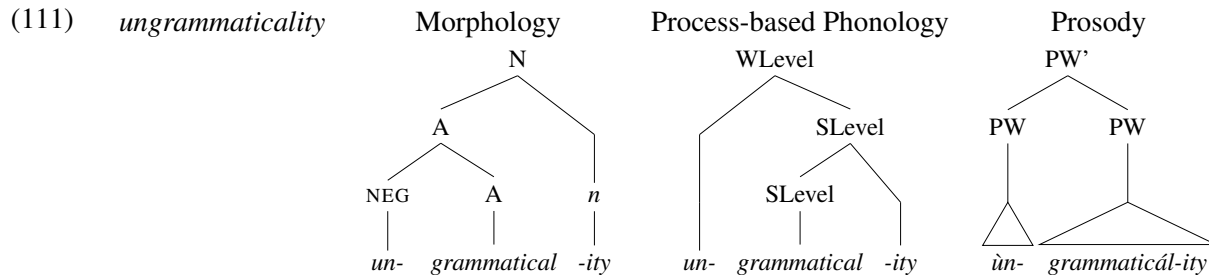 (111) ungrammaticality Morphology Process-based Phonology Prosody
N WLevel PW'
A SLevel PW PW
NEG A n SLevel
un- grammatical -ity un- grammatical -ity ùn- grammaticál-ity